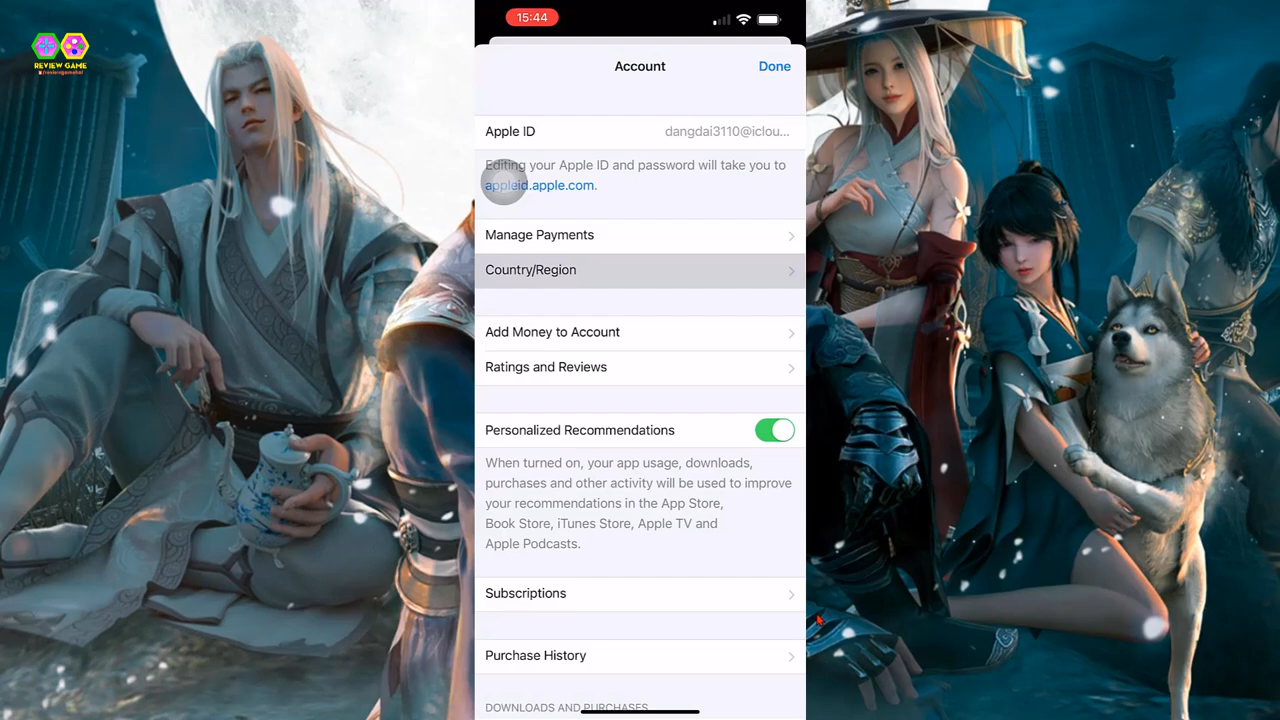 REVIEW GAME
15:44
Account
Done
Apple ID
dangdai3110@iclou...
Editing your Apple ID and password will take you to
appleid.apple.com.
Manage Payments
Country/Region
Add Money to Account
Ratings and Reviews
Personalized Recommendations
When turned on, your app usage, downloads,
purchases and other activity will be used to improve
your recommendations in the App Store,
Book Store, iTunes Store, Apple TV and
Apple Podcasts.
Subscriptions
Purchase History
DOWNLOADS AND PURCHASES